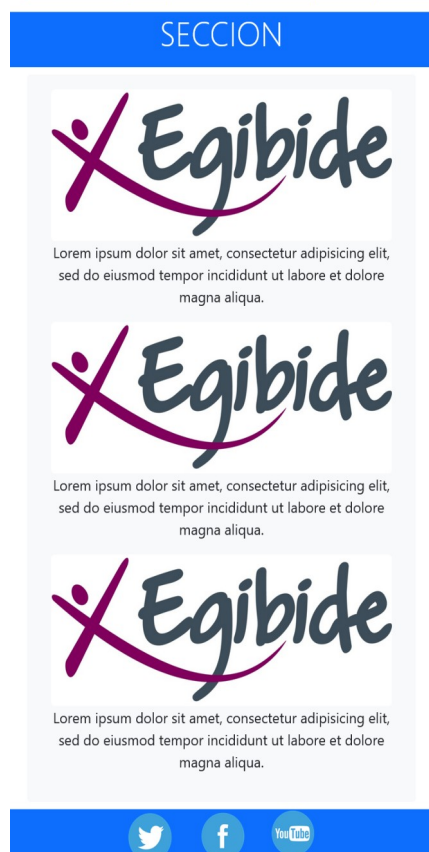 SECCION
Egibide
Lorem ipsum dolor sit amet, consectetur adipisicing elit,
sed do eiusmod tempor incididunt ut labore et dolore
magna aliqua.
Egibide
Lorem ipsum dolor sit amet, consectetur adipisicing elit,
sed do eiusmod tempor incididunt ut labore et dolore
magna aliqua.
Egibide
Lorem ipsum dolor sit amet, consectetur adipisicing elit,
sed do eiusmod tempor incididunt ut labore et dolore
magna aliqua.
f YouTube